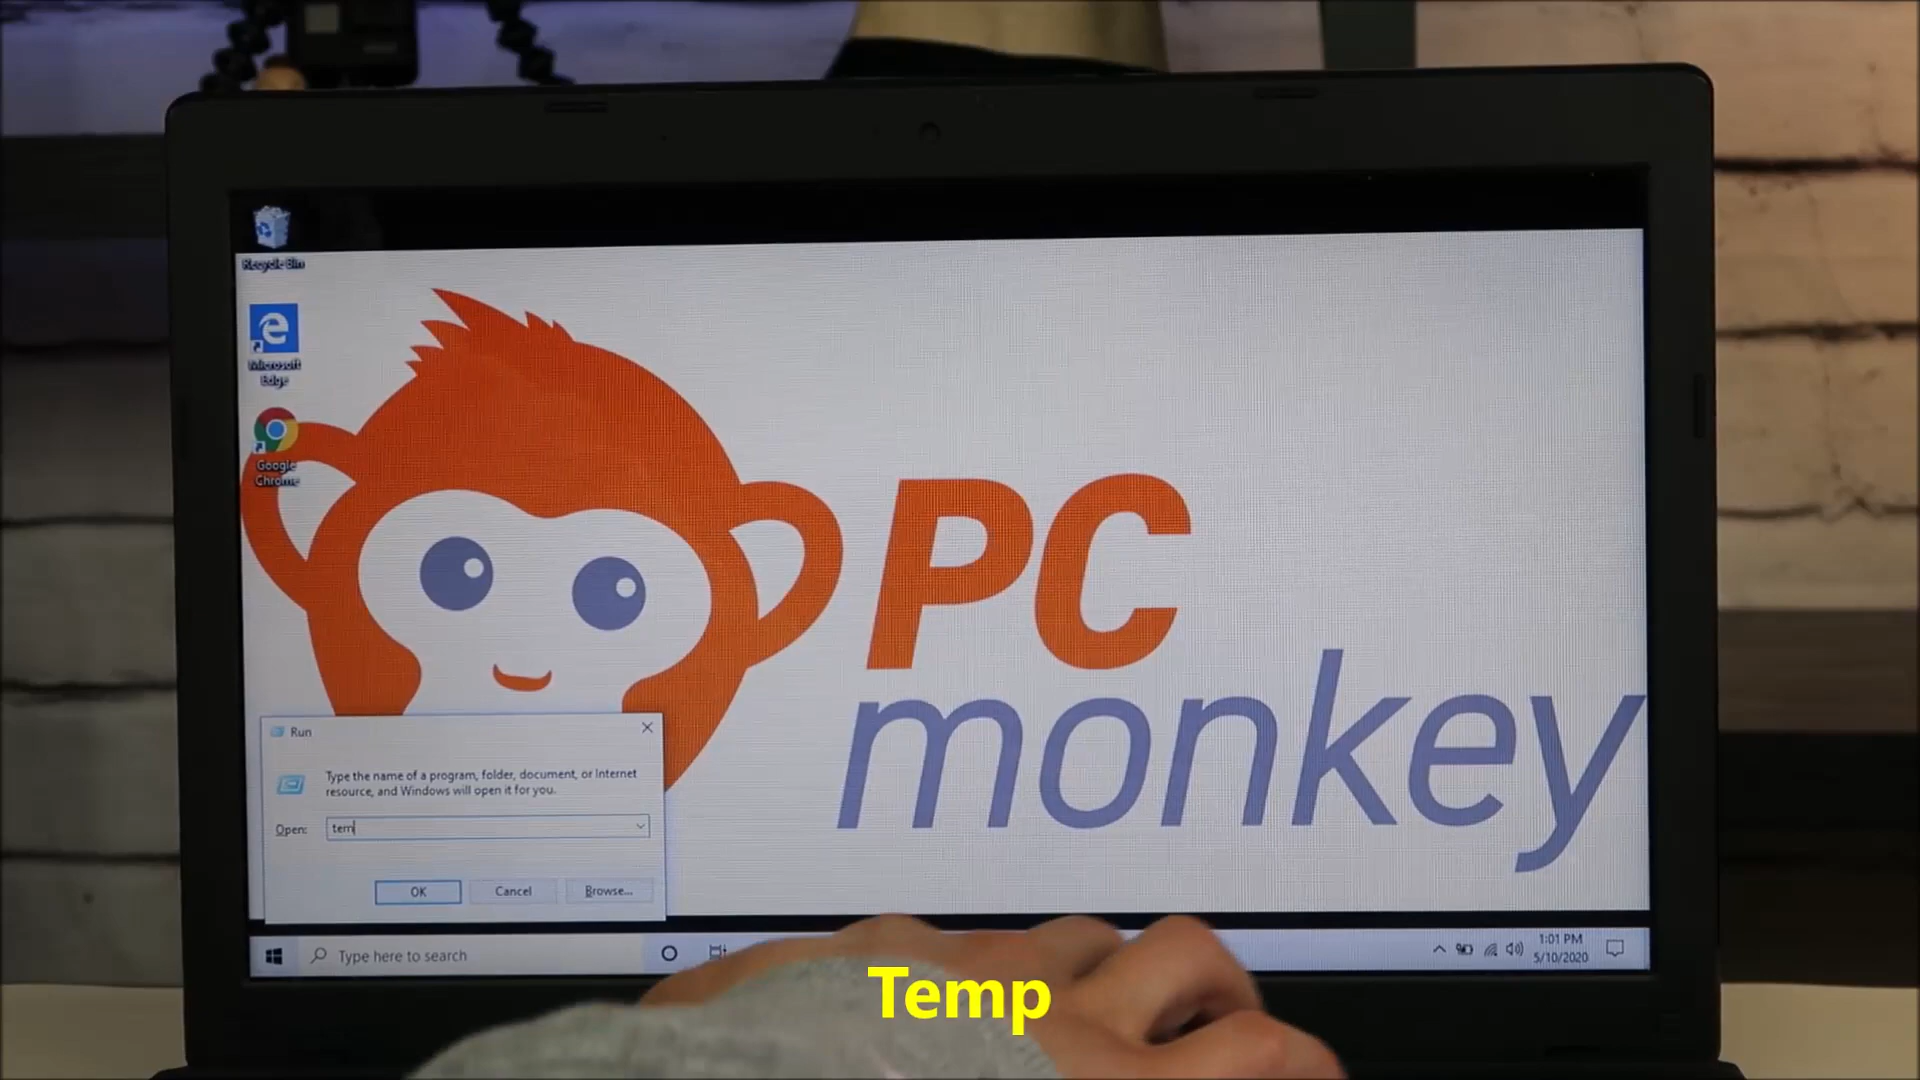 Recycle Bin
Microsoft
Edge
Google
Chrome
PC
monkey
Run
Type the name of a program, folder, document, or Internet
resource, and Windows will open it for you.
Open:
tem
OK
Cancel
Browse...
Type here to search
1:01 PM
5/10/2020
Temp